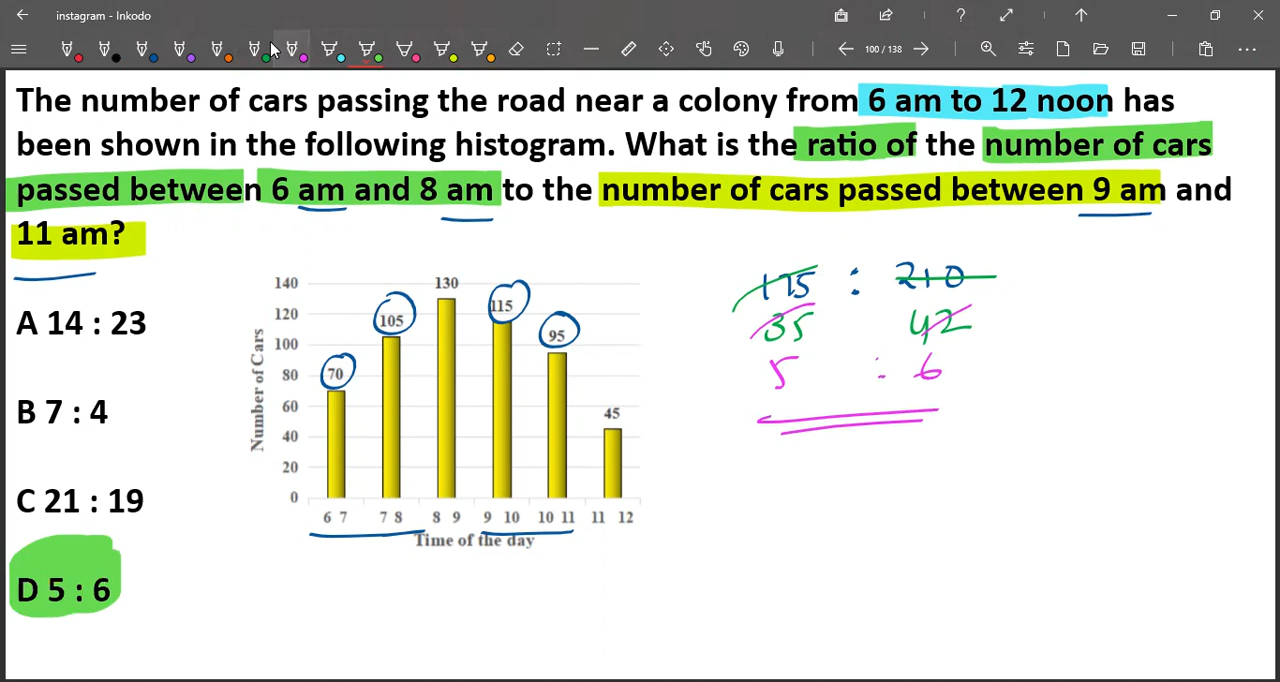 instagram - Inkodo
100 / 138
The number of cars passing the road near a colony from 6 am to 12 noon has
been shown in the following histogram. What is the ratio of the number of cars
passed between 6 am and 8 am to the number of cars passed between 9 am and
11 am?
A 14 : 23
B 7 : 4
C 21 : 19
D 5 : 6
Number of Cars
140
120
100
80
60
40
20
0
70
105
130
115
95
45
6 7
7 8
8 9
9 10
10 11
11 12
Time of the day
175 : 210
35 42
5 : 6